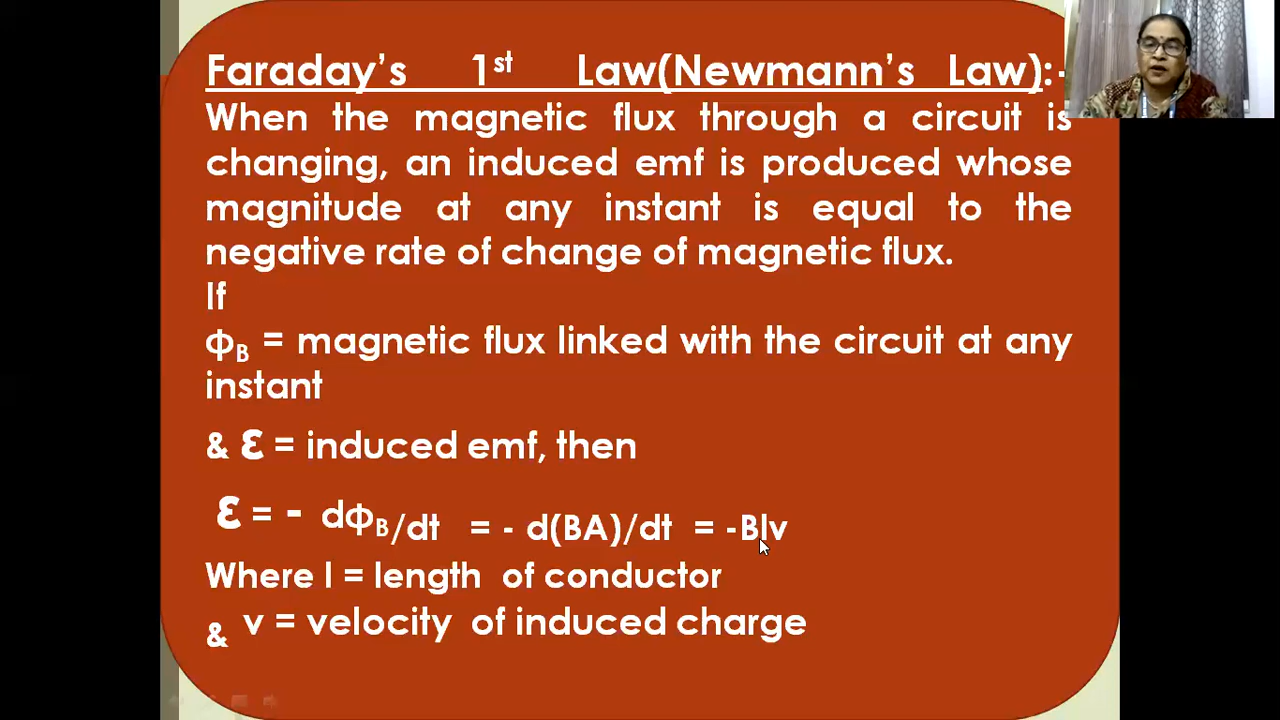 Faraday's 1st Law(Newmann's Law):-
When the magnetic flux through a circuit is
changing, an induced emf is produced whose
magnitude at any instant is equal to the
negative rate of change of magnetic flux.
If
ɸB = magnetic flux linked with the circuit at any
instant
& Ɛ = induced emf, then
Ɛ = - dɸB/dt = - d(BA)/dt = -Blv
Where l = length of conductor
& v = velocity of induced charge